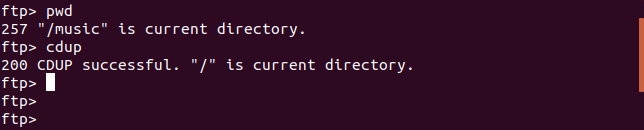 ftp> pwd
257 "/music" is current directory.
ftp> cdup
200 CDUP successful. "/" is current directory.
ftp>
ftp>
ftp>